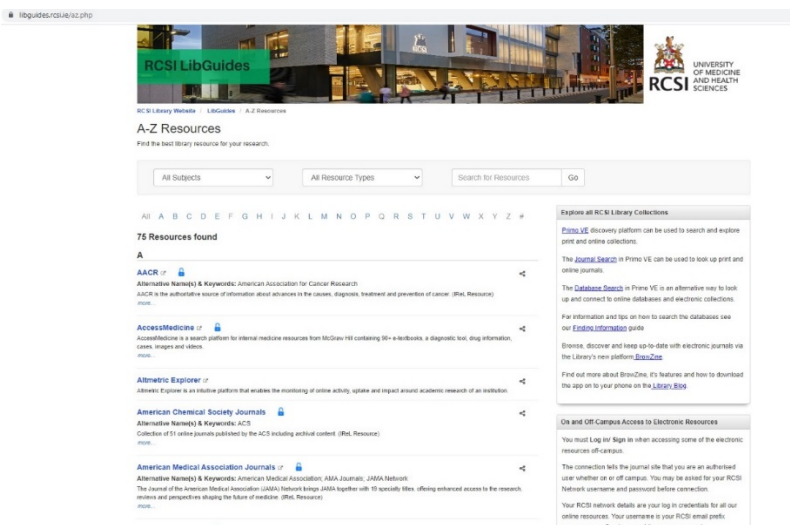 libguides.rcsi.ie/az.php
RCSI LibGuides
RCSI
UNIVERSITY
OF MEDICINE
AND HEALTH
SCIENCES
RCSI Library Website / LibGuides / A-Z Resources
A-Z Resources
Find the best library resource for your research.
All Subjects
All Resource Types
Search for Resources
Go
All A B C D E F G H I J K L M N O P Q R S T U V W X Y Z #
75 Resources found
A
AACR
Alternative Name(s) & Keywords: American Association for Cancer Research
AACR is the authoritative source of information about advances in the causes, diagnosis, treatment and prevention of cancer. (IReL Resource)
more...
AccessMedicine
AccessMedicine is a search platform for internal medicine resources from McGraw Hill containing 90+ e-textbooks, a diagnostic tool, drug information,
cases, images and videos.
more...
Altmetric Explorer
Altmetric Explorer is an intuitive platform that enables the monitoring of online activity, uptake and impact around academic research of an institution.
American Chemical Society Journals
Alternative Name(s) & Keywords: ACS
Collection of 51 online journals published by the ACS including archival content. (IReL Resource)
more...
American Medical Association Journals
Alternative Name(s) & Keywords: American Medical Association; AMA Journals; JAMA Network
The Journal of the American Medical Association (JAMA) Network brings JAMA together with 19 specialty titles, offering enhanced access to the research,
reviews and perspectives shaping the future of medicine. (IReL Resource)
more...
Explore all RCSI Library Collections
Primo VE discovery platform can be used to search and explore
print and online collections.
The Journal Search in Primo VE can be used to look up print and
online journals.
The Database Search in Primo VE is an alternative way to look
up and connect to online databases and electronic collections.
For information and tips on how to search the databases see
our Finding Information guide
Browse, discover and keep up-to-date with electronic journals via
the Library's new platform BrowZine
Find out more about BrowZine, it's features and how to download
the app on to your phone on the Library Blog
On and Off-Campus Access to Electronic Resources
You must Log in/ Sign in when accessing some of the electronic
resources off-campus.
The connection tells the journal site that you are an authorised
user whether on or off campus. You may be asked for your RCSI
Network username and password before connection.
Your RCSI network details are your log in credentials for all our
online resources. Your username is your RCSI email prefix